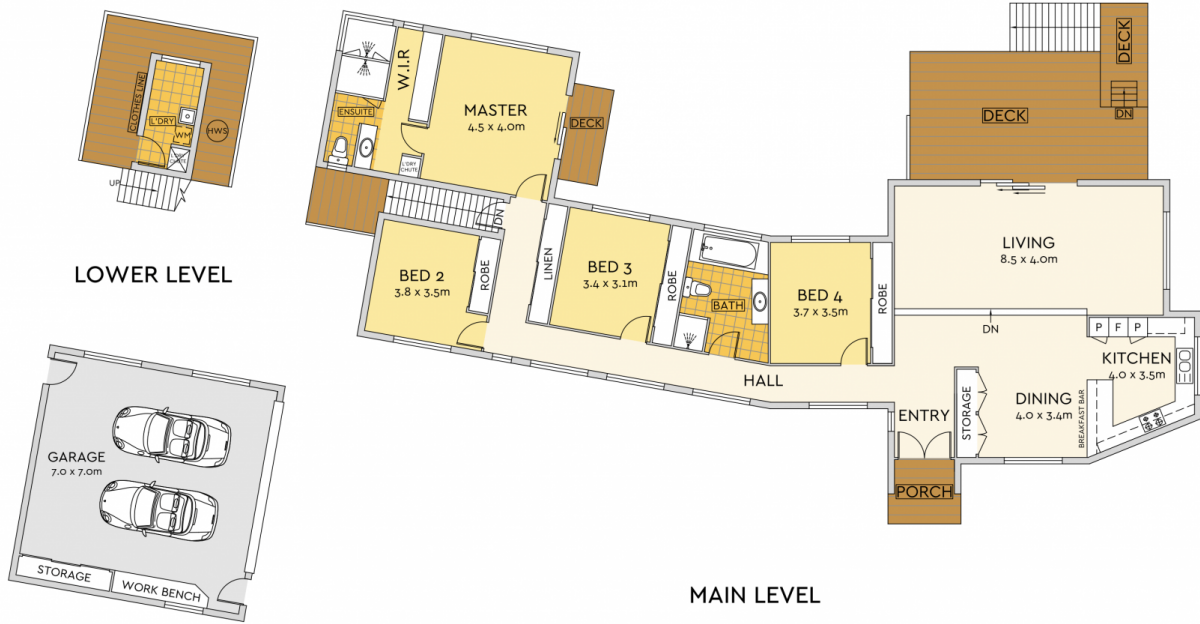 CLOTHES LINE
L'DRY
WM
HWS
L'DRY
CHUTE
UP
LOWER LEVEL
W.I.R
ENSUITE
MASTER
4.5 x 4.0m
DECK
L'DRY
CHUTE
DN
BED 2
3.8 x 3.5m
ROBE
LINEN
BED 3
3.4 x 3.1m
ROBE
BATH
BED 4
3.7 x 3.5m
ROBE
HALL
DECK
DECK
DN
LIVING
8.5 x 4.0m
DN
P F P
KITCHEN
4.0 x 3.5m
DINING
4.0 x 3.4m
BREAKFAST BAR
STORAGE
ENTRY
PORCH
GARAGE
7.0 x 7.0m
STORAGE
WORK BENCH
MAIN LEVEL